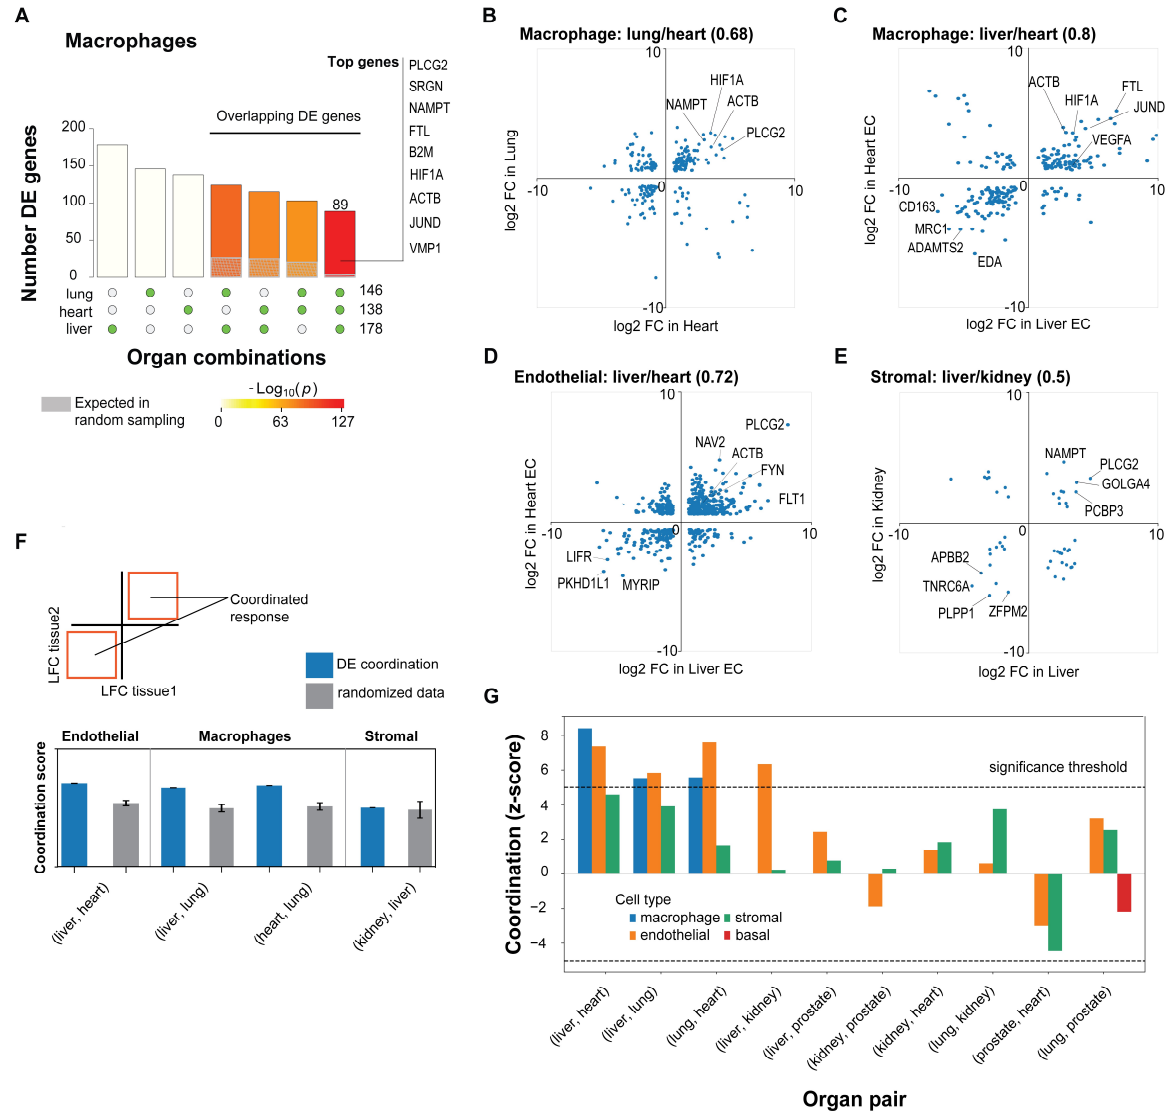 A
Macrophages
Top genes
PLCG2
SRGN
NAMPT
FTL
B2M
HIF1A
ACTB
JUND
VMP1
Overlapping DE genes
Number DE genes
200
150
100
50
0
89
lung
146
heart
138
liver
178
Organ combinations
Expected in
random sampling
- Log10(p)
0
63
127
B
Macrophage: lung/heart (0.68)
10
HIF1A
NAMPT
ACTB
PLCG2
-10
0
10
-10
log2 FC in Lung
log2 FC in Heart
C
Macrophage: liver/heart (0.8)
10
ACTB
FTL
HIF1A
JUND
VEGFA
-10
0
10
CD163
MRC1
ADAMTS2
EDA
-10
log2 FC in Heart EC
log2 FC in Liver EC
D
Endothelial: liver/heart (0.72)
10
PLCG2
NAV2
ACTB
FYN
FLT1
-10
0
10
LIFR
PKHD1L1
MYRIP
-10
log2 FC in Heart EC
log2 FC in Liver EC
E
Stromal: liver/kidney (0.5)
10
NAMPT
PLCG2
GOLGA4
PCBP3
-10
0
10
APBB2
TNRC6A
PLPP1
ZFPM2
-10
log2 FC in Kidney
log2 FC in Liver
F
Coordinated
response
LFC tissue2
LFC tissue1
DE coordination
randomized data
Endothelial
Macrophages
Stromal
Coordination score
(liver, heart)
(liver, lung)
(heart, lung)
(kidney, liver)
G
Coordination (z-score)
8
6
4
2
0
−2
−4
significance threshold
Cell type
macrophage
stromal
endothelial
basal
(liver, heart)
(liver, lung)
(lung, heart)
(liver, kidney)
(liver, prostate)
(kidney, prostate)
(kidney, heart)
(lung, kidney)
(prostate, heart)
(lung, prostate)
Organ pair